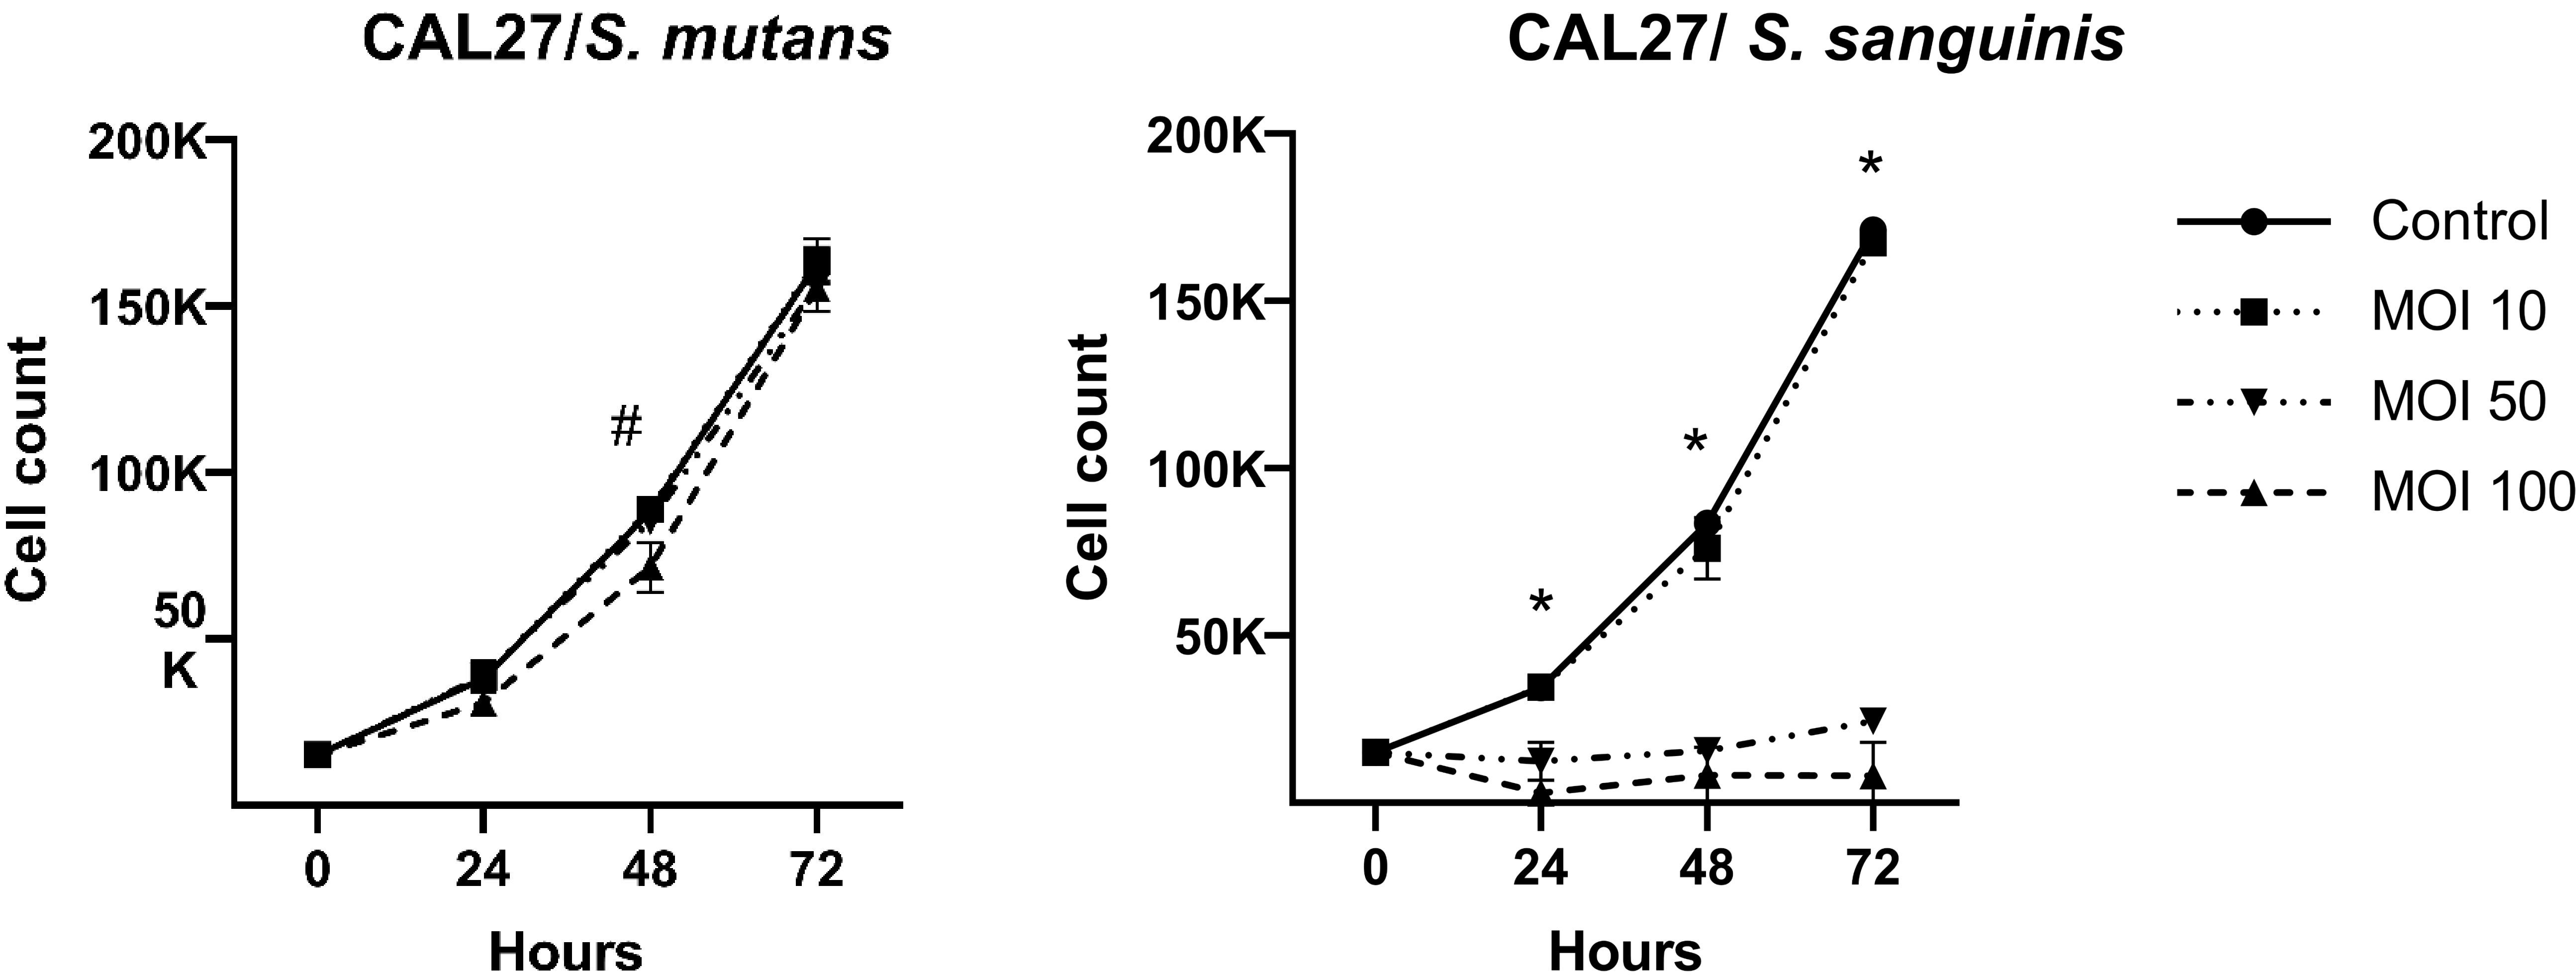 CAL27/S. mutans
200K
150K
100K
50
K
Cell count
0 24 48 72
Hours
#
CAL27/ S. sanguinis
200K
150K
100K
50K
Cell count
0 24 48 72
Hours
*
*
*
Control
MOI 10
MOI 50
MOI 100